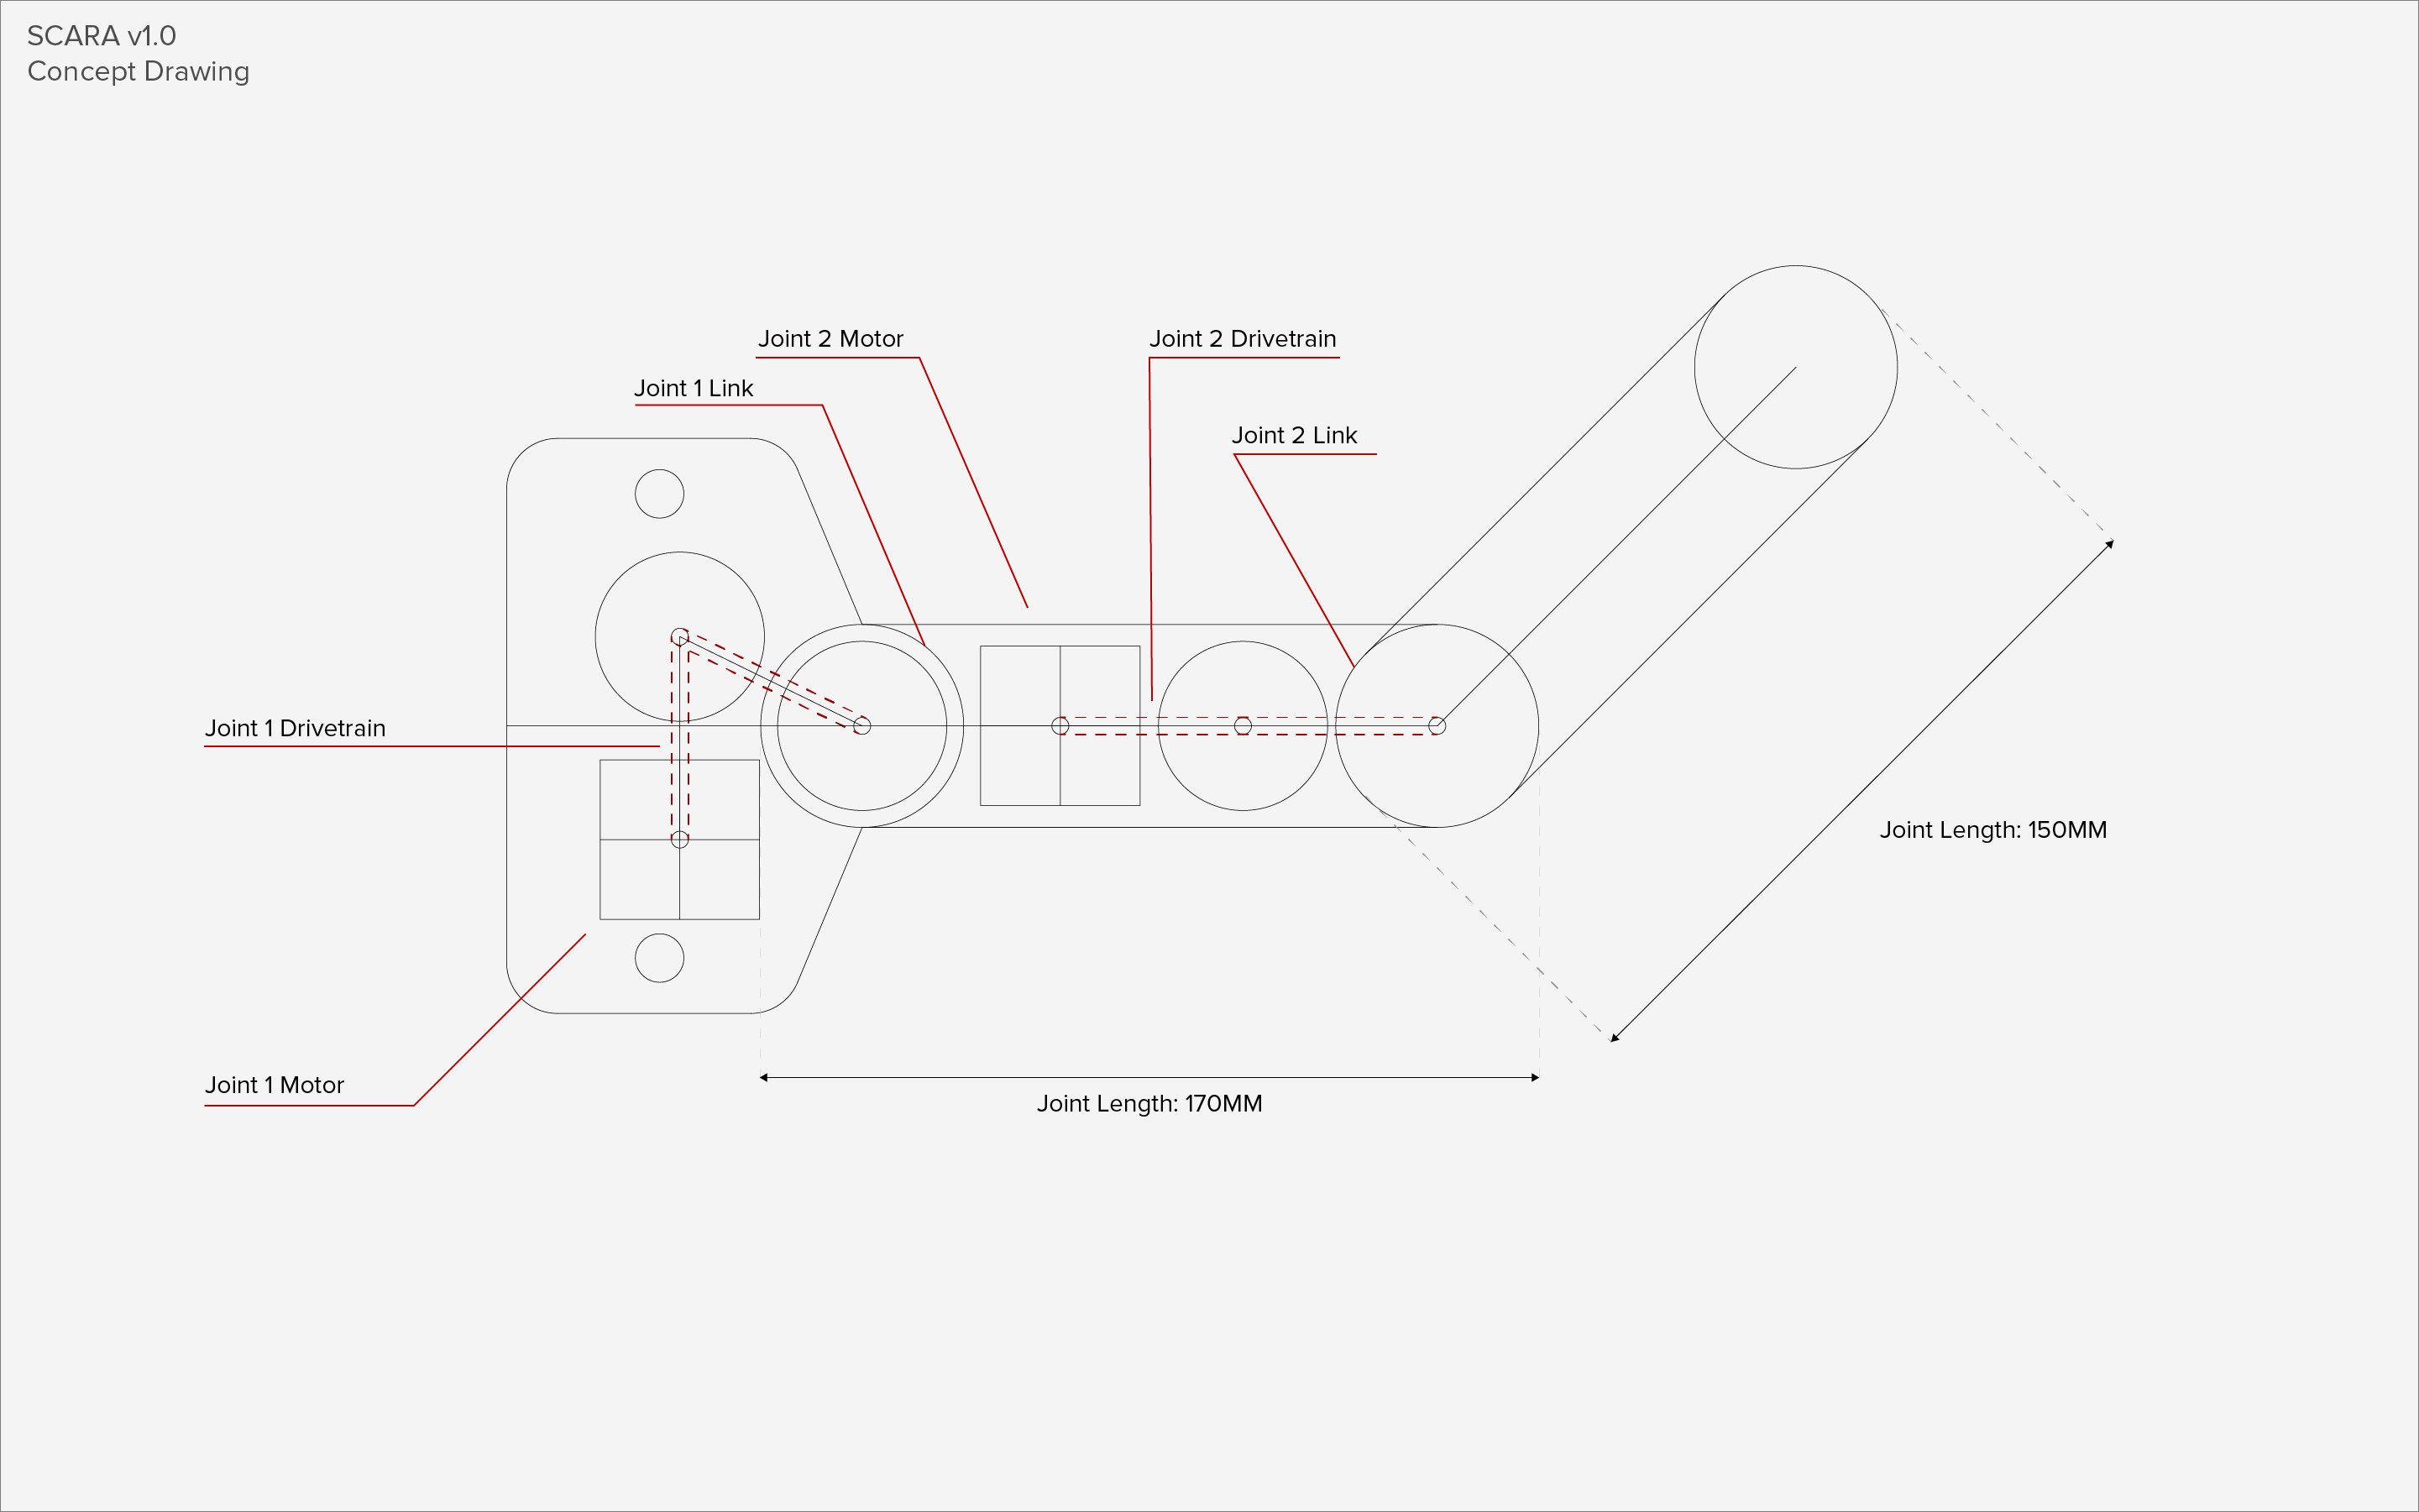 SCARA v1.0
Concept Drawing
Joint 2 Motor
Joint 2 Drivetrain
Joint 1 Link
Joint 2 Link
Joint 1 Drivetrain
Joint Length: 150MM
Joint 1 Motor
Joint Length: 170MM